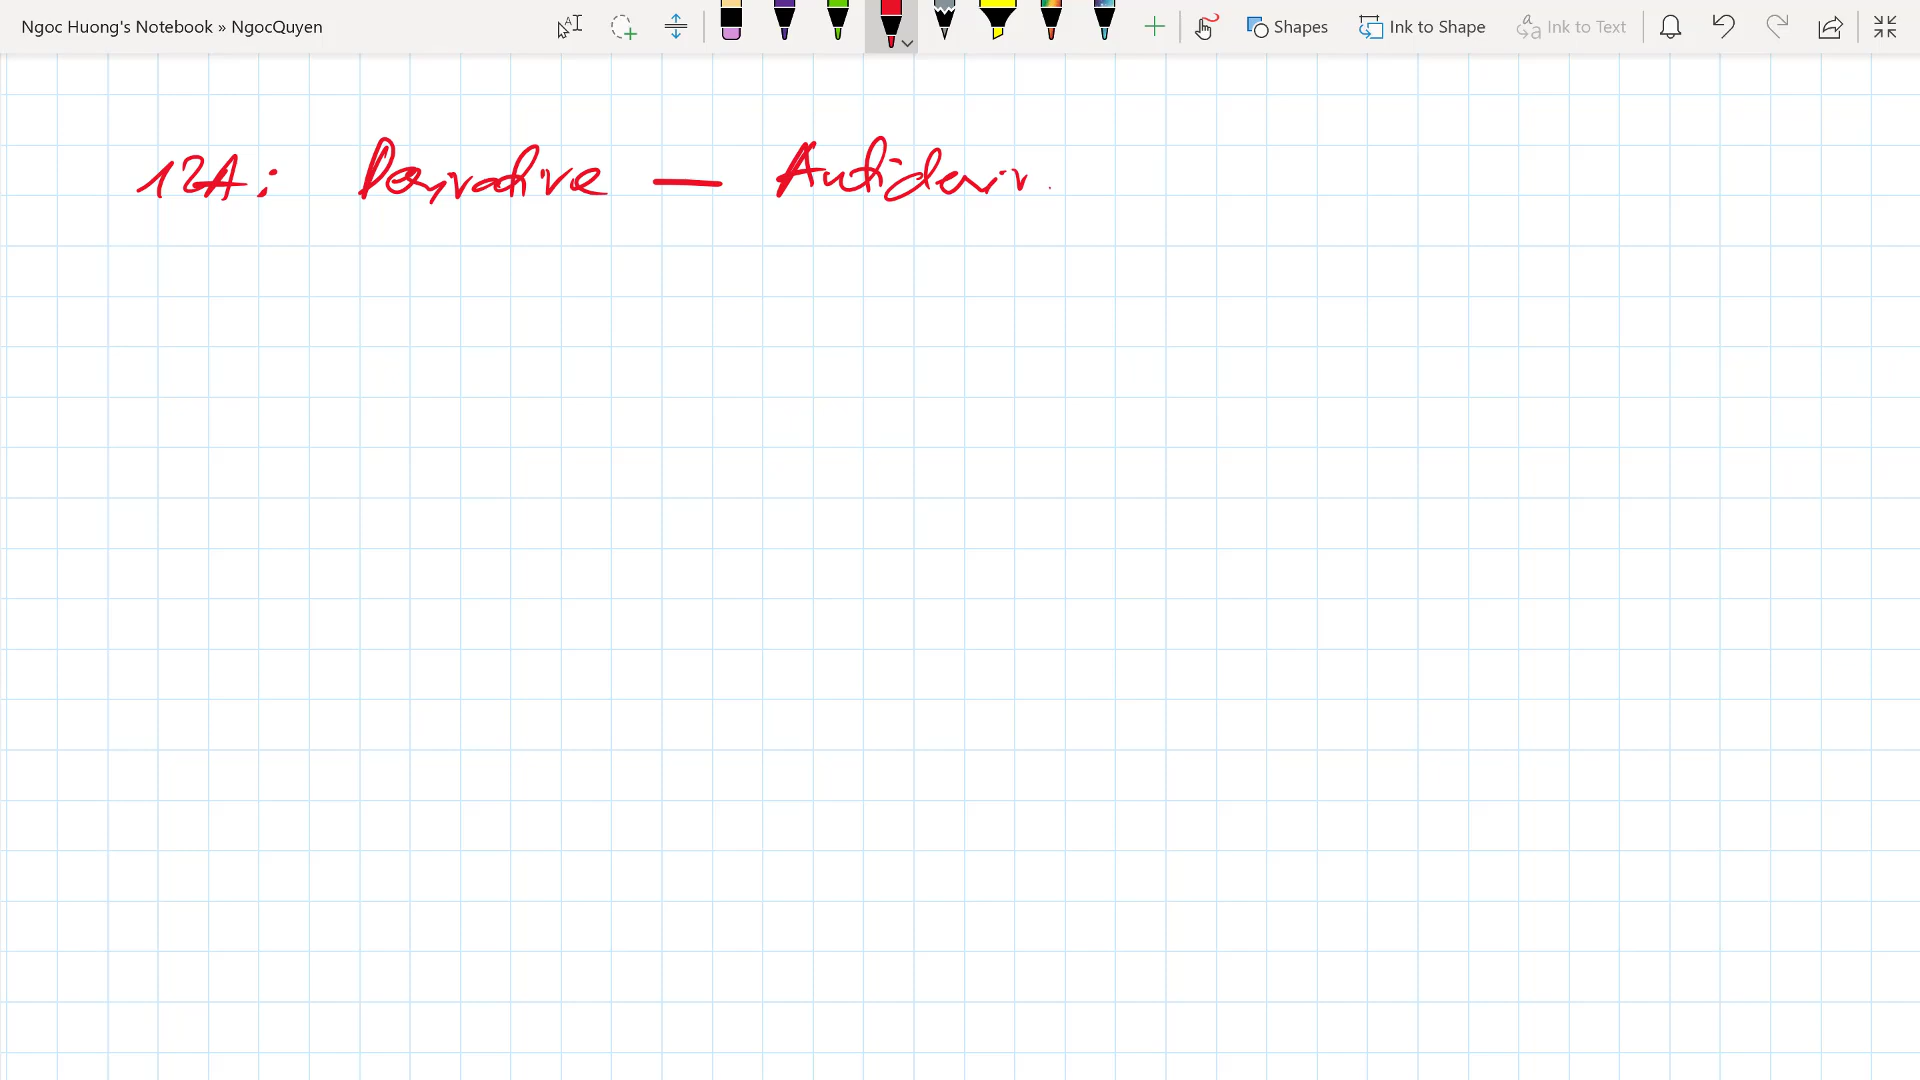 Ngoc Huong's Notebook » NgocQuyen
Shapes
Ink to Shape
Ink to Text
12A: Derivative — Antideriv